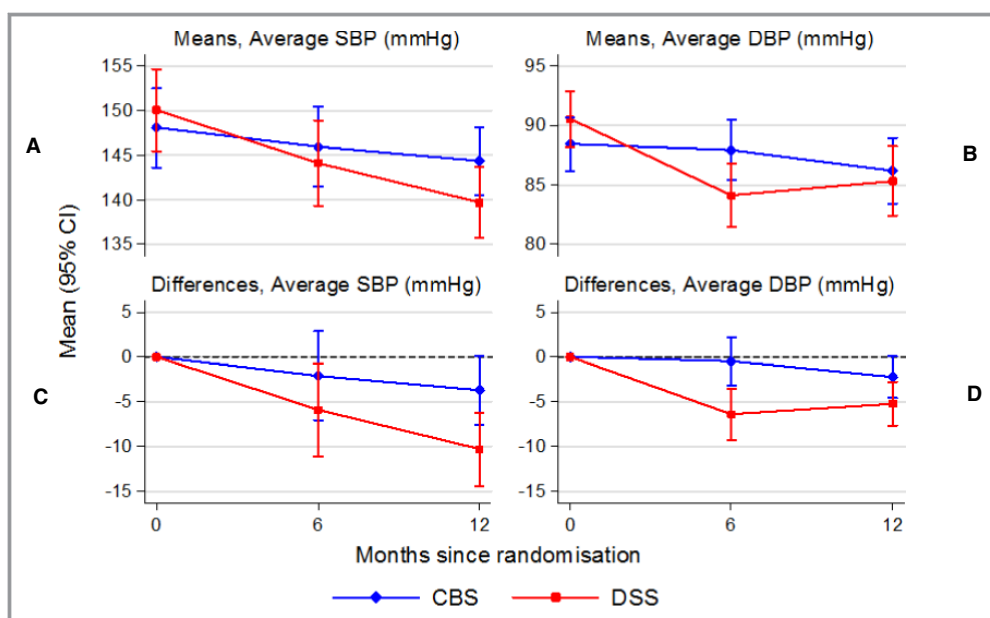 Means, Average SBP (mmHg)
Means, Average DBP (mmHg)
155
150
145
140
135
95
90
85
80
A
B
Mean (95% CI)
Differences, Average SBP (mmHg)
Differences, Average DBP (mmHg)
5
0
-5
-10
-15
5
0
-5
-10
-15
C
D
0
6
12
0
6
12
Months since randomisation
CBS
DSS